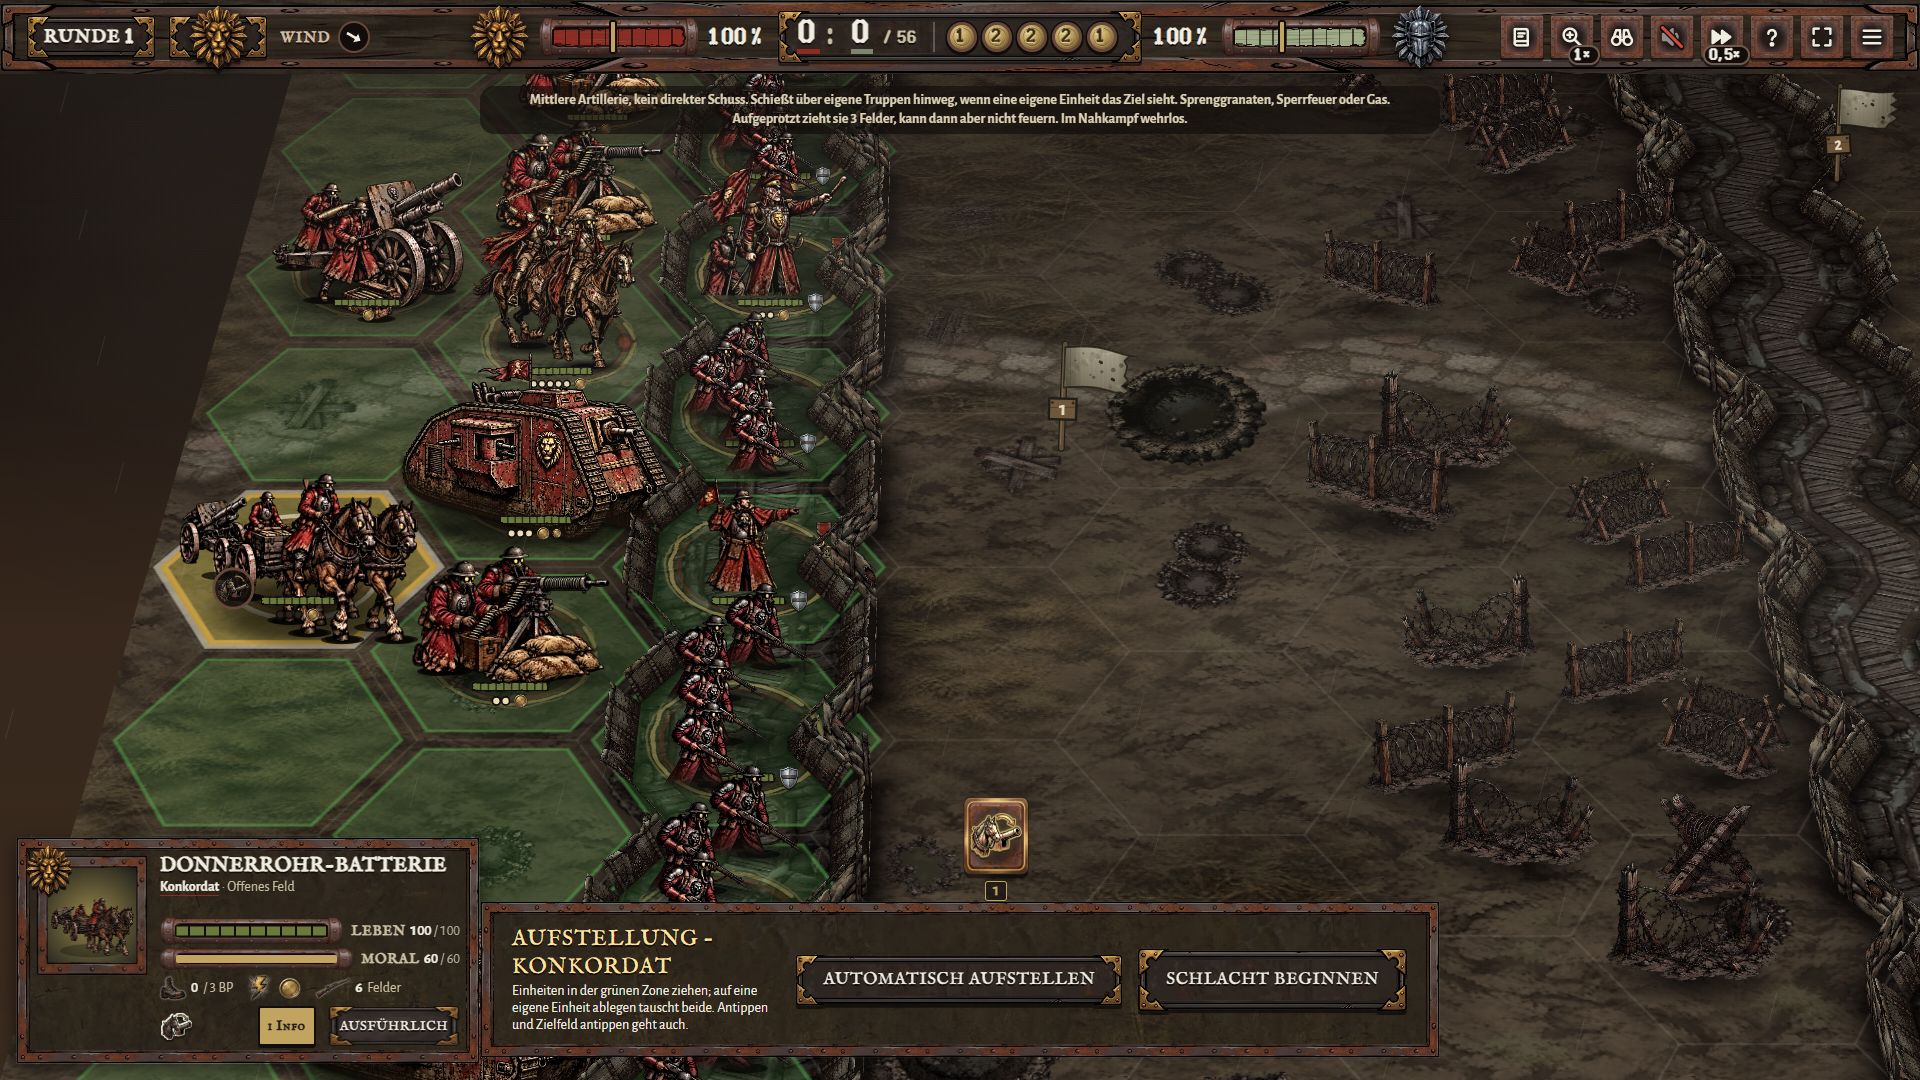 RUNDE 1
WIND
100 %
0 : 0 / 56
1 2 2 2 1
100 %
1×
0,5×
?
Mittlere Artillerie, kein direkter Schuss. Schießt über eigene Truppen hinweg, wenn eine eigene Einheit das Ziel sieht. Sprenggranaten, Sperrfeuer oder Gas.
Aufgeprotzt zieht sie 3 Felder, kann dann aber nicht feuern. Im Nahkampf wehrlos.
2
1
1
DONNERROHR-BATTERIE
Konkordat · Offenes Feld
LEBEN 100/100
MORAL 60/60
0 /3 BP
6 Felder
1 INFO
AUSFÜHRLICH
AUFSTELLUNG –
KONKORDAT
Einheiten in der grünen Zone ziehen; auf eine
eigene Einheit ablegen tauscht beide. Antippen
und Zielfeld antippen geht auch.
AUTOMATISCH AUFSTELLEN
SCHLACHT BEGINNEN